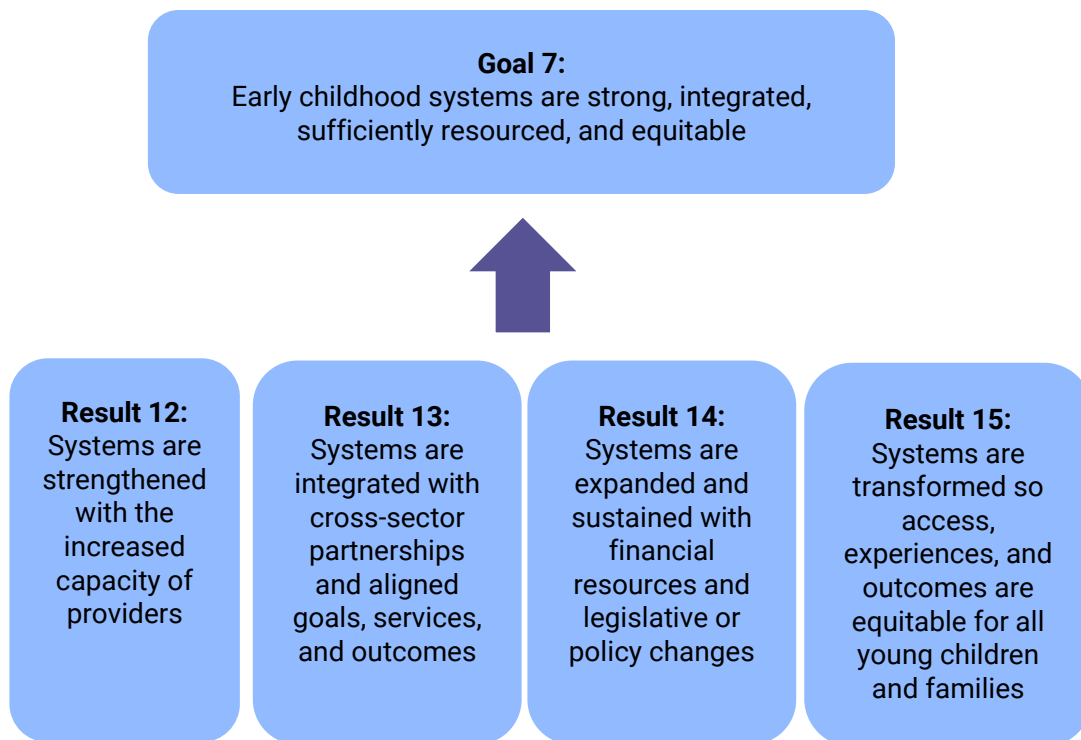 Goal 7:
Early childhood systems are strong, integrated,
sufficiently resourced, and equitable
Result 12:
Systems are
strengthened
with the
increased
capacity of
providers
Result 13:
Systems are
integrated with
cross-sector
partnerships
and aligned
goals, services,
and outcomes
Result 14:
Systems are
expanded and
sustained with
financial
resources and
legislative or
policy changes
Result 15:
Systems are
transformed so
access,
experiences, and
outcomes are
equitable for all
young children
and families